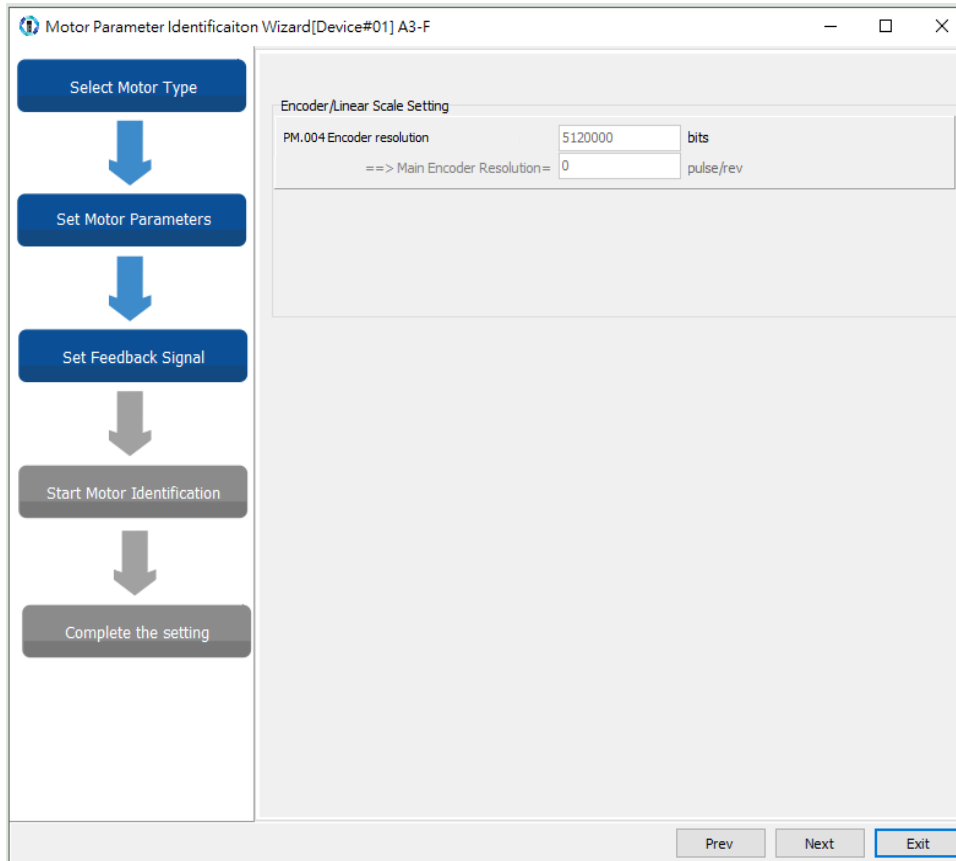 Motor Parameter Identificaiton Wizard[Device#01] A3-F
Select Motor Type
Set Motor Parameters
Set Feedback Signal
Start Motor Identification
Complete the setting
Encoder/Linear Scale Setting
PM.004 Encoder resolution 5120000 bits
==> Main Encoder Resolution= 0 pulse/rev
Prev Next Exit